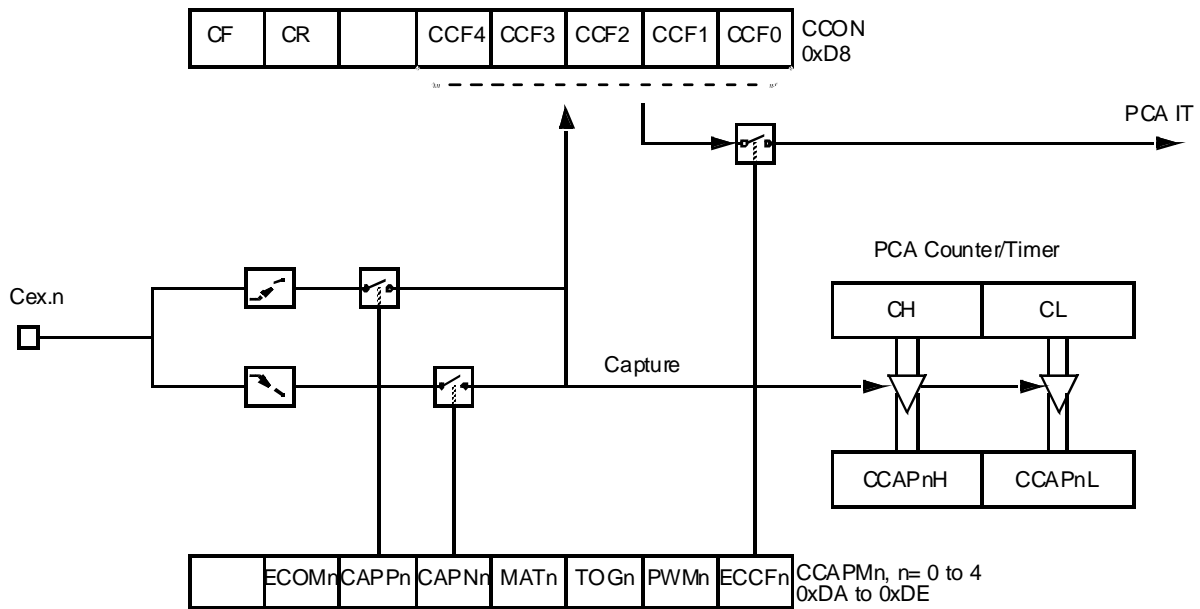 CF CR CCF4 CCF3 CCF2 CCF1 CCF0 CCON
0xD8
PCA IT
PCA Counter/Timer
Cex.n
CH CL
Capture
CCAPnH CCAPnL
ECOMn CAPPn CAPNn MATn TOGn PWMn ECCFn CCAPMn, n= 0 to 4
0xDA to 0xDE